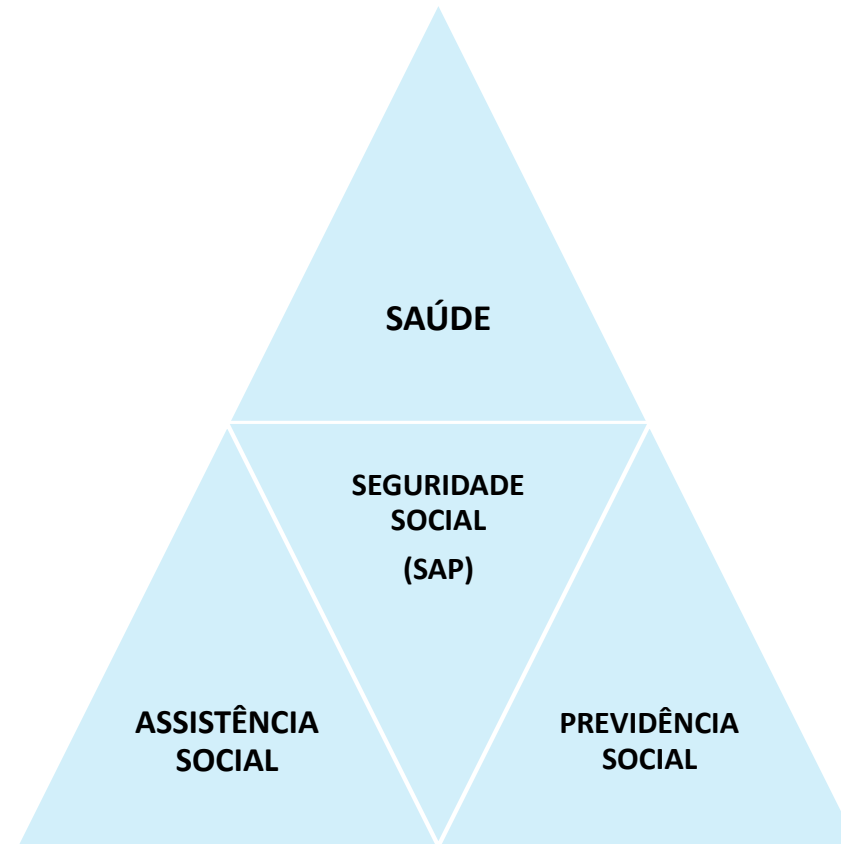 SAÚDE
SEGURIDADE
SOCIAL
(SAP)
ASSISTÊNCIA
SOCIAL
PREVIDÊNCIA
SOCIAL